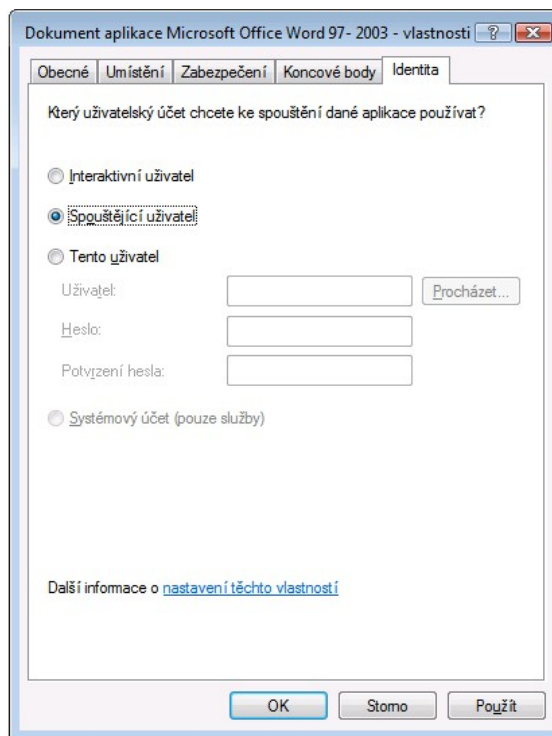 Dokument aplikace Microsoft Office Word 97- 2003 - vlastnosti ?
Obecné Umístění Zabezpečení Koncové body Identita
Který uživatelský účet chcete ke spouštění dané aplikace používat?
Interaktivní uživatel
Spouštějící uživatel
Tento uživatel
Uživatel: Procházet...
Heslo:
Potvrzení hesla:
Systémový účet (pouze služby)
Další informace o nastavení těchto vlastností
OK Storno Použít